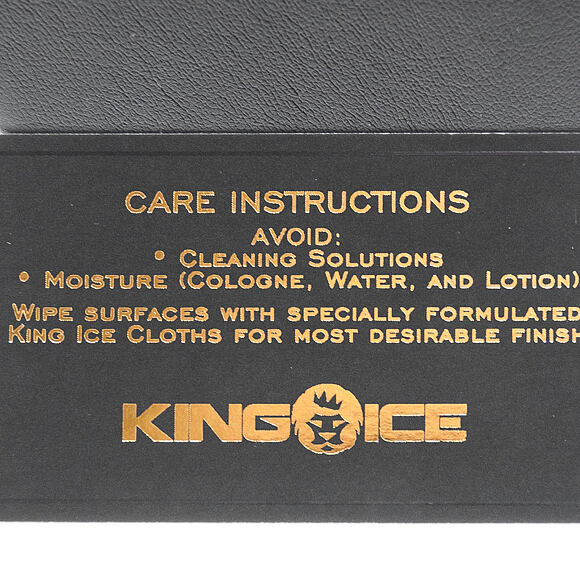 CARE INSTRUCTIONS
AVOID:
• CLEANING SOLUTIONS
• MOISTURE (COLOGNE, WATER, AND LOTION)
WIPE SURFACES WITH SPECIALLY FORMULATED
KING ICE CLOTHS FOR MOST DESIRABLE FINISH
KING ICE